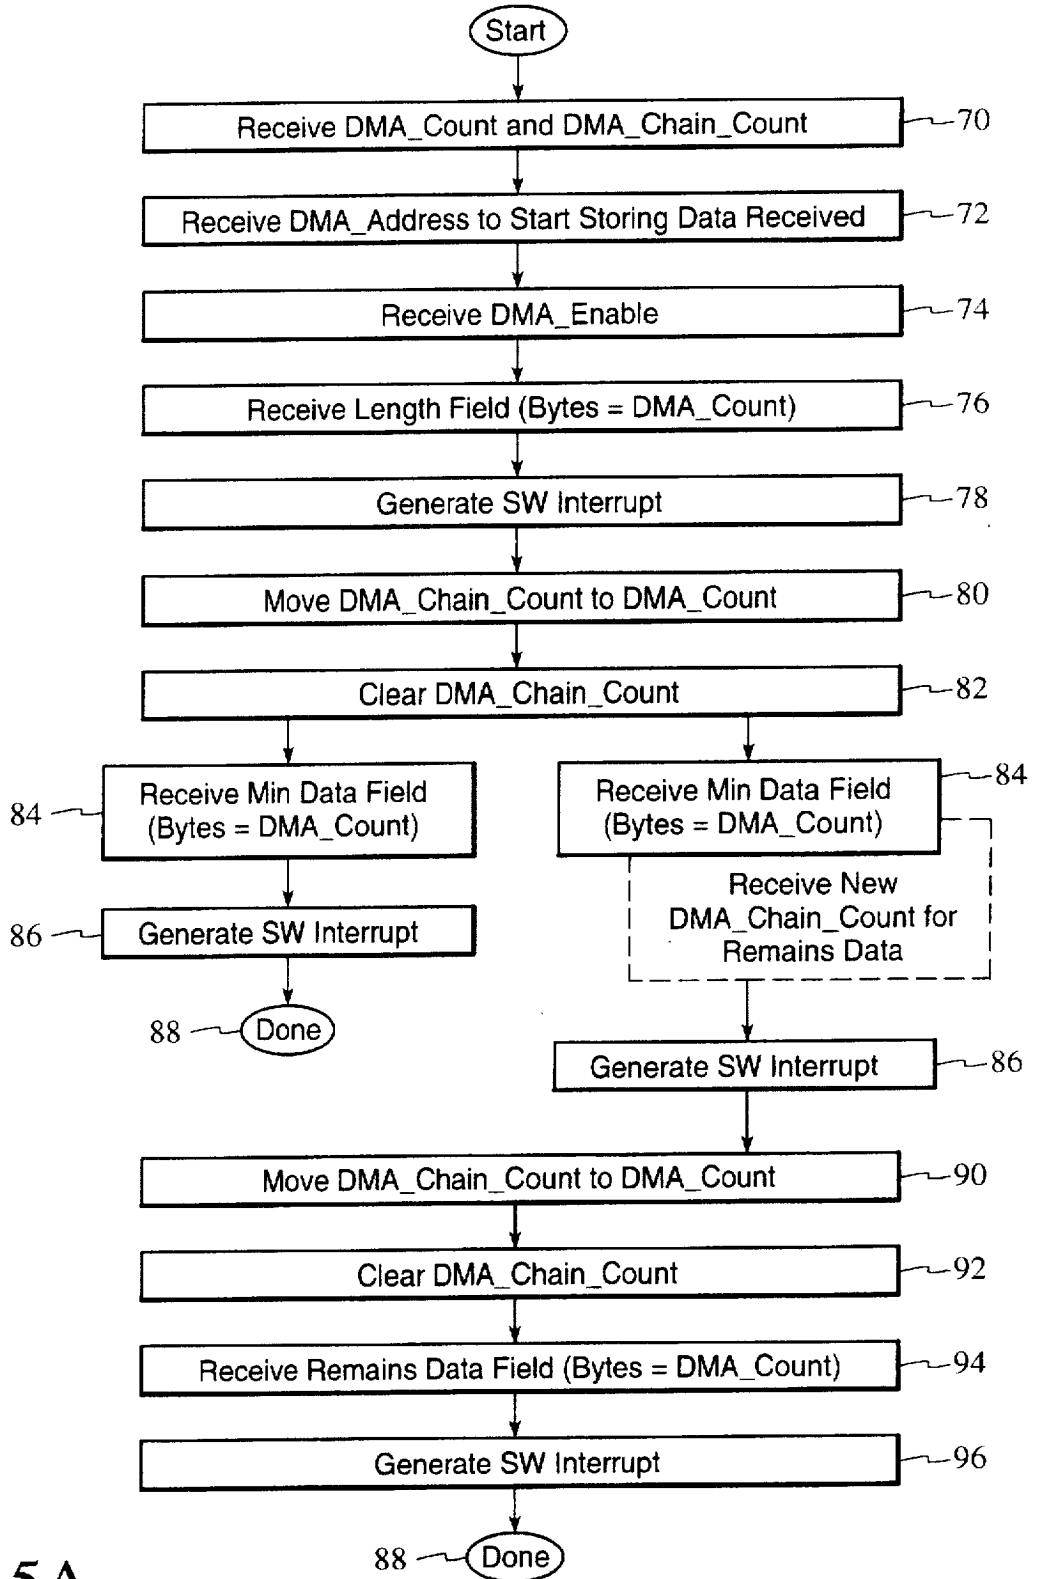 Start
Receive DMA_Count and DMA_Chain_Count
70
Receive DMA_Address to Start Storing Data Received
72
Receive DMA_Enable
74
Receive Length Field (Bytes = DMA_Count)
76
Generate SW Interrupt
78
Move DMA_Chain_Count to DMA_Count
80
Clear DMA_Chain_Count
82
84
Receive Min Data Field
(Bytes = DMA_Count)
86
Generate SW Interrupt
88
Done
Receive Min Data Field
(Bytes = DMA_Count)
84
Receive New
DMA_Chain_Count for
Remains Data
Generate SW Interrupt
86
Move DMA_Chain_Count to DMA_Count
90
Clear DMA_Chain_Count
92
Receive Remains Data Field (Bytes = DMA_Count)
94
Generate SW Interrupt
96
88
Done
5A